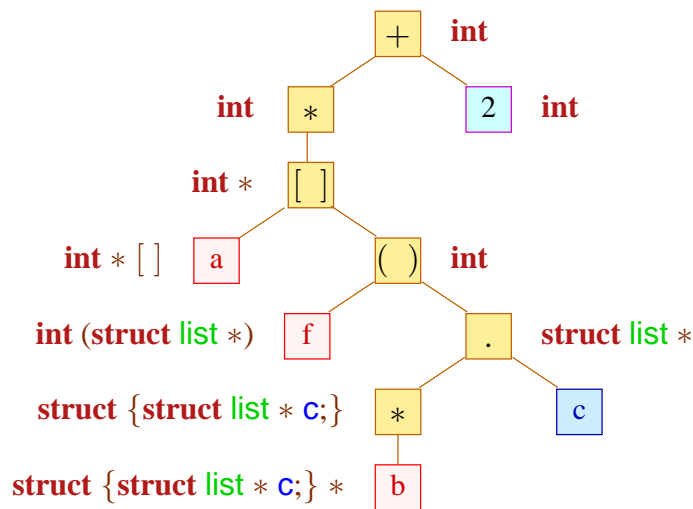 + int
int * 2 int
int * [ ]
int * [ ] a ( ) int
int (struct list *) f . struct list *
struct {struct list * c;} * c
struct {struct list * c;} * b